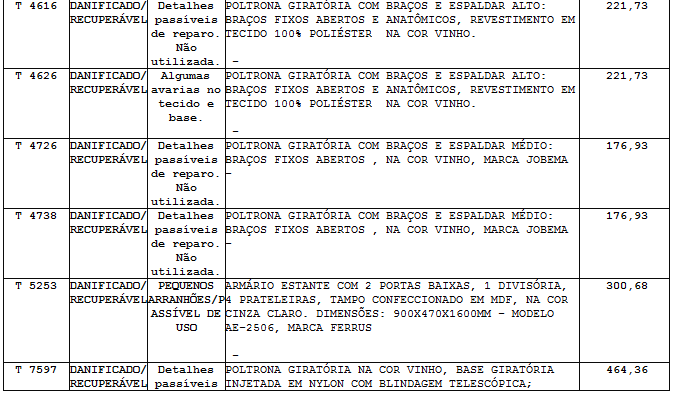 T 4616 DANIFICADO/ Detalhes POLTRONA GIRATÓRIA COM BRAÇOS E ESPALDAR ALTO: 221,73
RECUPERÁVEL passíveis BRAÇOS FIXOS ABERTOS E ANATÔMICOS, REVESTIMENTO EM
de reparo. TECIDO 100% POLIÉSTER NA COR VINHO.
Não
utilizada. –
T 4626 DANIFICADO/ Algumas POLTRONA GIRATÓRIA COM BRAÇOS E ESPALDAR ALTO: 221,73
RECUPERÁVEL avarias no BRAÇOS FIXOS ABERTOS E ANATÔMICOS, REVESTIMENTO EM
tecido e TECIDO 100% POLIÉSTER NA COR VINHO.
base.
–
T 4726 DANIFICADO/ Detalhes POLTRONA GIRATÓRIA COM BRAÇOS E ESPALDAR MÉDIO: 176,93
RECUPERÁVEL passíveis BRAÇOS FIXOS ABERTOS , NA COR VINHO, MARCA JOBEMA
de reparo. –
Não
utilizada.
T 4738 DANIFICADO/ Detalhes POLTRONA GIRATÓRIA COM BRAÇOS E ESPALDAR MÉDIO: 176,93
RECUPERÁVEL passíveis BRAÇOS FIXOS ABERTOS , NA COR VINHO, MARCA JOBEMA
de reparo. –
Não
utilizada.
T 5253 DANIFICADO/ PEQUENOS ARMÁRIO ESTANTE COM 2 PORTAS BAIXAS, 1 DIVISÓRIA, 300,68
RECUPERÁVEL ARRANHÕES/P 4 PRATELEIRAS, TAMPO CONFECCIONADO EM MDF, NA COR
ASSÍVEL DE CINZA CLARO. DIMENSÕES: 900X470X1600MM – MODELO
USO AE-2506, MARCA FERRUS
–
T 7597 DANIFICADO/ Detalhes POLTRONA GIRATÓRIA NA COR VINHO, BASE GIRATÓRIA 464,36
RECUPERÁVEL passíveis INJETADA EM NYLON COM BLINDAGEM TELESCÓPICA;